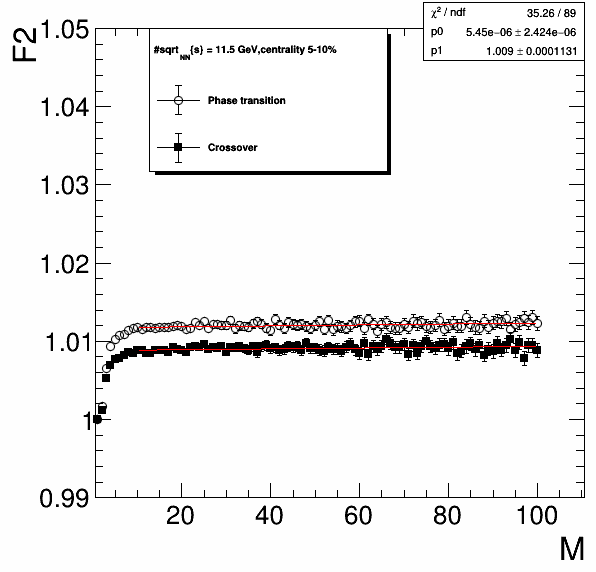 F2
1.05
1.04
1.03
1.02
1.01
1
0.99
20 40 60 80 100
M
#sqrt NN{s} = 11.5 GeV,centrality 5-10%
Phase transition
Crossover
χ² / ndf 35.26 / 89
p0 5.45e−06 ± 2.424e−06
p1 1.009 ± 0.0001131